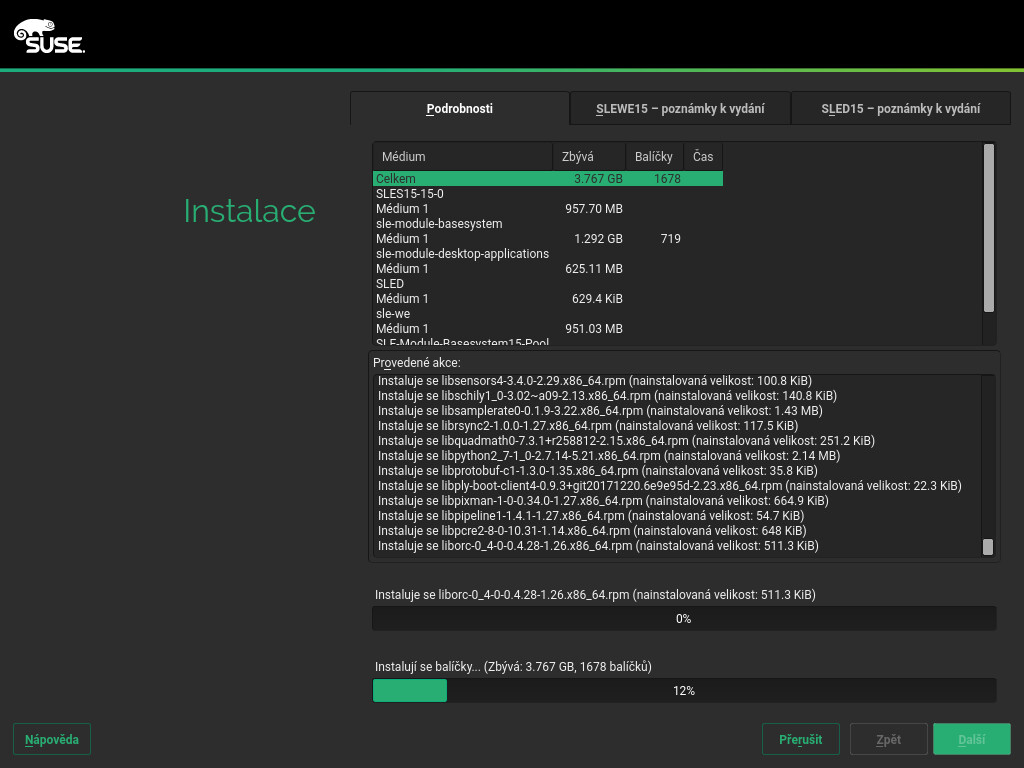 SUSE.
Podrobnosti
SLEWE15 – poznámky k vydání
SLED15 – poznámky k vydání
Instalace
Médium Zbývá Balíčky Čas
Celkem 3.767 GB 1678
SLES15-15-0
Médium 1 957.70 MB
sle-module-basesystem
Médium 1 1.292 GB 719
sle-module-desktop-applications
Médium 1 625.11 MB
SLED
Médium 1 629.4 KiB
sle-we
Médium 1 951.03 MB
SLE-Module-Basesystem15-Pool
Provedené akce:
Instaluje se libsensors4-3.4.0-2.29.x86_64.rpm (nainstalovaná velikost: 100.8 KiB)
Instaluje se libschily1_0-3.02~a09-2.13.x86_64.rpm (nainstalovaná velikost: 140.8 KiB)
Instaluje se libsamplerate0-0.1.9-3.22.x86_64.rpm (nainstalovaná velikost: 1.43 MB)
Instaluje se librsync2-1.0.0-1.27.x86_64.rpm (nainstalovaná velikost: 117.5 KiB)
Instaluje se libquadmath0-7.3.1+r258812-2.15.x86_64.rpm (nainstalovaná velikost: 251.2 KiB)
Instaluje se libpython2_7-1_0-2.7.14-5.21.x86_64.rpm (nainstalovaná velikost: 2.14 MB)
Instaluje se libprotobuf-c1-1.3.0-1.35.x86_64.rpm (nainstalovaná velikost: 35.8 KiB)
Instaluje se libply-boot-client4-0.9.3+git20171220.6e9e95d-2.23.x86_64.rpm (nainstalovaná velikost: 22.3 KiB)
Instaluje se libpixman-1-0-0.34.0-1.27.x86_64.rpm (nainstalovaná velikost: 664.9 KiB)
Instaluje se libpipeline1-1.4.1-1.27.x86_64.rpm (nainstalovaná velikost: 54.7 KiB)
Instaluje se libpcre2-8-0-10.31-1.14.x86_64.rpm (nainstalovaná velikost: 648 KiB)
Instaluje se liborc-0_4-0-0.4.28-1.26.x86_64.rpm (nainstalovaná velikost: 511.3 KiB)
Instaluje se liborc-0_4-0-0.4.28-1.26.x86_64.rpm (nainstalovaná velikost: 511.3 KiB)
0%
Instalují se balíčky... (Zbývá: 3.767 GB, 1678 balíčků)
12%
Nápověda
Přerušit
Zpět
Další